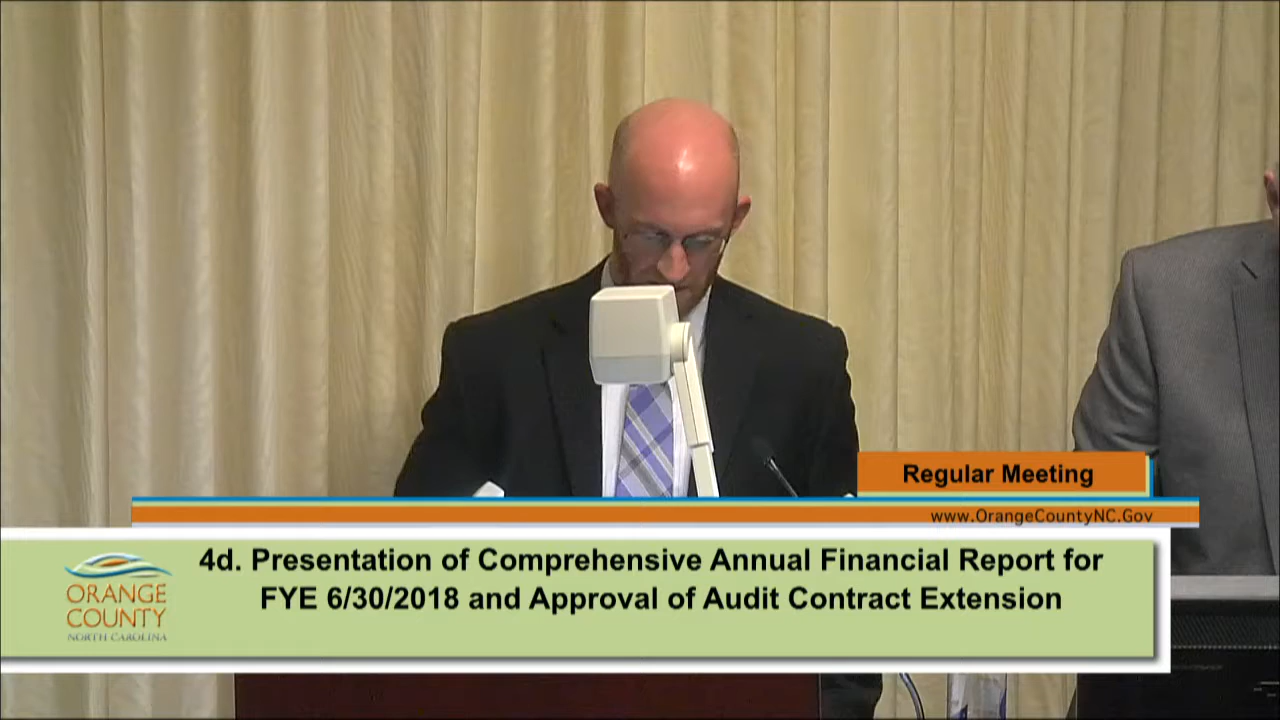 Regular Meeting
www.OrangeCountyNC.Gov
4d. Presentation of Comprehensive Annual Financial Report for
FYE 6/30/2018 and Approval of Audit Contract Extension
ORANGE
COUNTY
NORTH CAROLINA